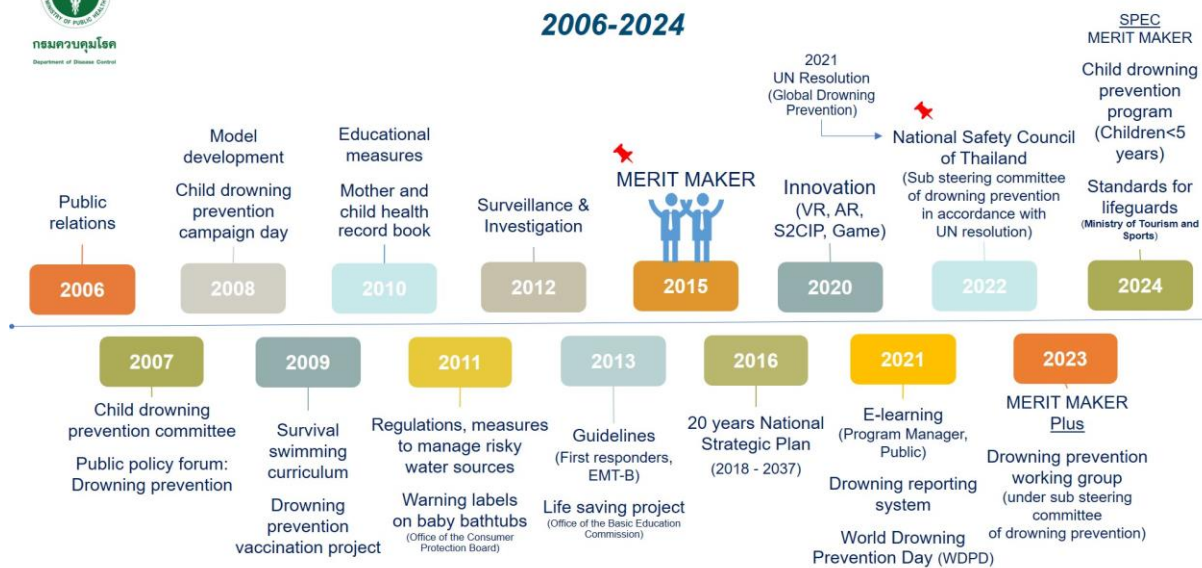 MINISTRY OF PUBLIC HEALTH
กรมควบคุมโรค
Department of Disease Control
2006-2024
Public
relations
2006
Model
development
Child drowning
prevention
campaign day
2008
Educational
measures
Mother and
child health
record book
2010
Surveillance &
Investigation
2012
MERIT MAKER
2015
Innovation
(VR, AR,
S2CIP, Game)
2020
2021
UN Resolution
(Global Drowning
Prevention)
National Safety Council
of Thailand
(Sub steering committee
of drowning prevention
in accordance with
UN resolution)
2022
SPEC
MERIT MAKER
Child drowning
prevention
program
(Children<5
years)
Standards for
lifeguards
(Ministry of Tourism and
Sports)
2024
2007
Child drowning
prevention committee
Public policy forum:
Drowning prevention
2009
Survival
swimming
curriculum
Drowning
prevention
vaccination project
2011
Regulations, measures
to manage risky
water sources
Warning labels
on baby bathtubs
(Office of the Consumer
Protection Board)
2013
Guidelines
(First responders,
EMT-B)
Life saving project
(Office of the Basic Education
Commission)
2016
20 years National
Strategic Plan
(2018 - 2037)
2021
E-learning
(Program Manager,
Public)
Drowning reporting
system
World Drowning
Prevention Day (WDPD)
2023
MERIT MAKER
Plus
Drowning prevention
working group
(under sub steering
committee
of drowning prevention)